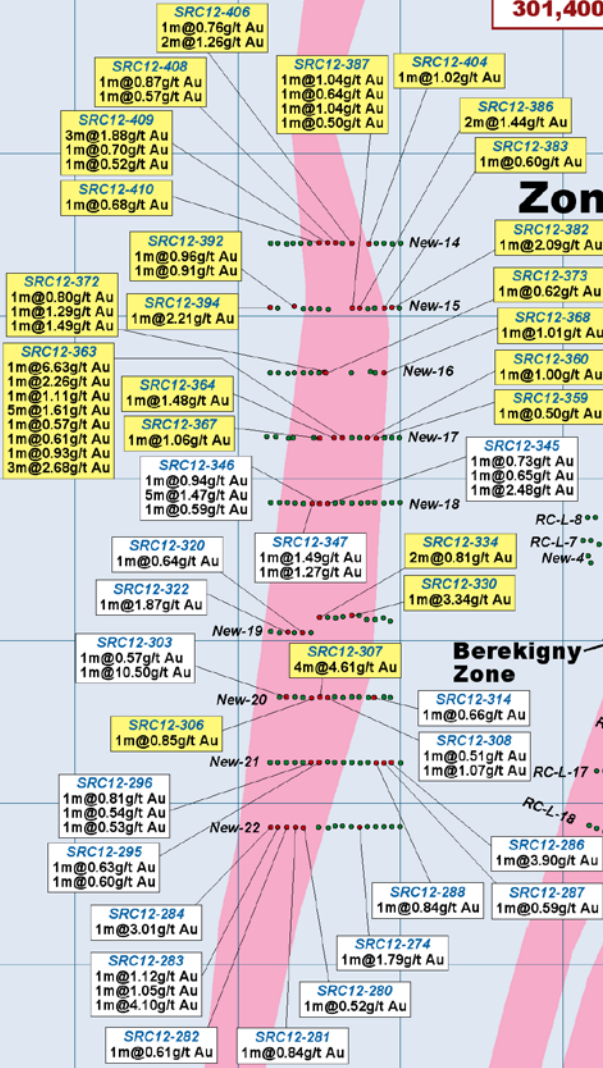 301,400
SRC12-406
1m@0.76g/t Au
2m@1.26g/t Au
SRC12-408
1m@0.87g/t Au
1m@0.57g/t Au
SRC12-387
1m@1.04g/t Au
1m@0.64g/t Au
1m@1.04g/t Au
1m@0.50g/t Au
SRC12-404
1m@1.02g/t Au
SRC12-409
3m@1.88g/t Au
1m@0.70g/t Au
1m@0.52g/t Au
SRC12-386
2m@1.44g/t Au
SRC12-383
1m@0.60g/t Au
SRC12-410
1m@0.68g/t Au
Zon
SRC12-392
1m@0.96g/t Au
1m@0.91g/t Au
New-14
SRC12-382
1m@2.09g/t Au
SRC12-372
1m@0.80g/t Au
1m@1.29g/t Au
1m@1.49g/t Au
SRC12-394
1m@2.21g/t Au
New-15
SRC12-373
1m@0.62g/t Au
SRC12-368
1m@1.01g/t Au
SRC12-363
1m@6.63g/t Au
1m@2.26g/t Au
1m@1.11g/t Au
5m@1.61g/t Au
1m@0.57g/t Au
1m@0.61g/t Au
1m@0.93g/t Au
3m@2.68g/t Au
SRC12-364
1m@1.48g/t Au
New-16
SRC12-360
1m@1.00g/t Au
SRC12-367
1m@1.06g/t Au
SRC12-359
1m@0.50g/t Au
New-17
SRC12-346
1m@0.94g/t Au
5m@1.47g/t Au
1m@0.59g/t Au
SRC12-345
1m@0.73g/t Au
1m@0.65g/t Au
1m@2.48g/t Au
New-18
RC-L-8
RC-L-7
New-4
SRC12-320
1m@0.64g/t Au
SRC12-347
1m@1.49g/t Au
1m@1.27g/t Au
SRC12-334
2m@0.81g/t Au
SRC12-322
1m@1.87g/t Au
SRC12-330
1m@3.34g/t Au
New-19
SRC12-303
1m@0.57g/t Au
1m@10.50g/t Au
SRC12-307
4m@4.61g/t Au
Berekigny
Zone
New-20
SRC12-314
1m@0.66g/t Au
SRC12-306
1m@0.85g/t Au
SRC12-308
1m@0.51g/t Au
1m@1.07g/t Au
New-21
RC-L-17
SRC12-296
1m@0.81g/t Au
1m@0.54g/t Au
1m@0.53g/t Au
RC-L-18
New-22
SRC12-295
1m@0.63g/t Au
1m@0.60g/t Au
SRC12-286
1m@3.90g/t Au
SRC12-288
1m@0.84g/t Au
SRC12-287
1m@0.59g/t Au
SRC12-284
1m@3.01g/t Au
SRC12-274
1m@1.79g/t Au
SRC12-283
1m@1.12g/t Au
1m@1.05g/t Au
1m@4.10g/t Au
SRC12-280
1m@0.52g/t Au
SRC12-282
1m@0.61g/t Au
SRC12-281
1m@0.84g/t Au